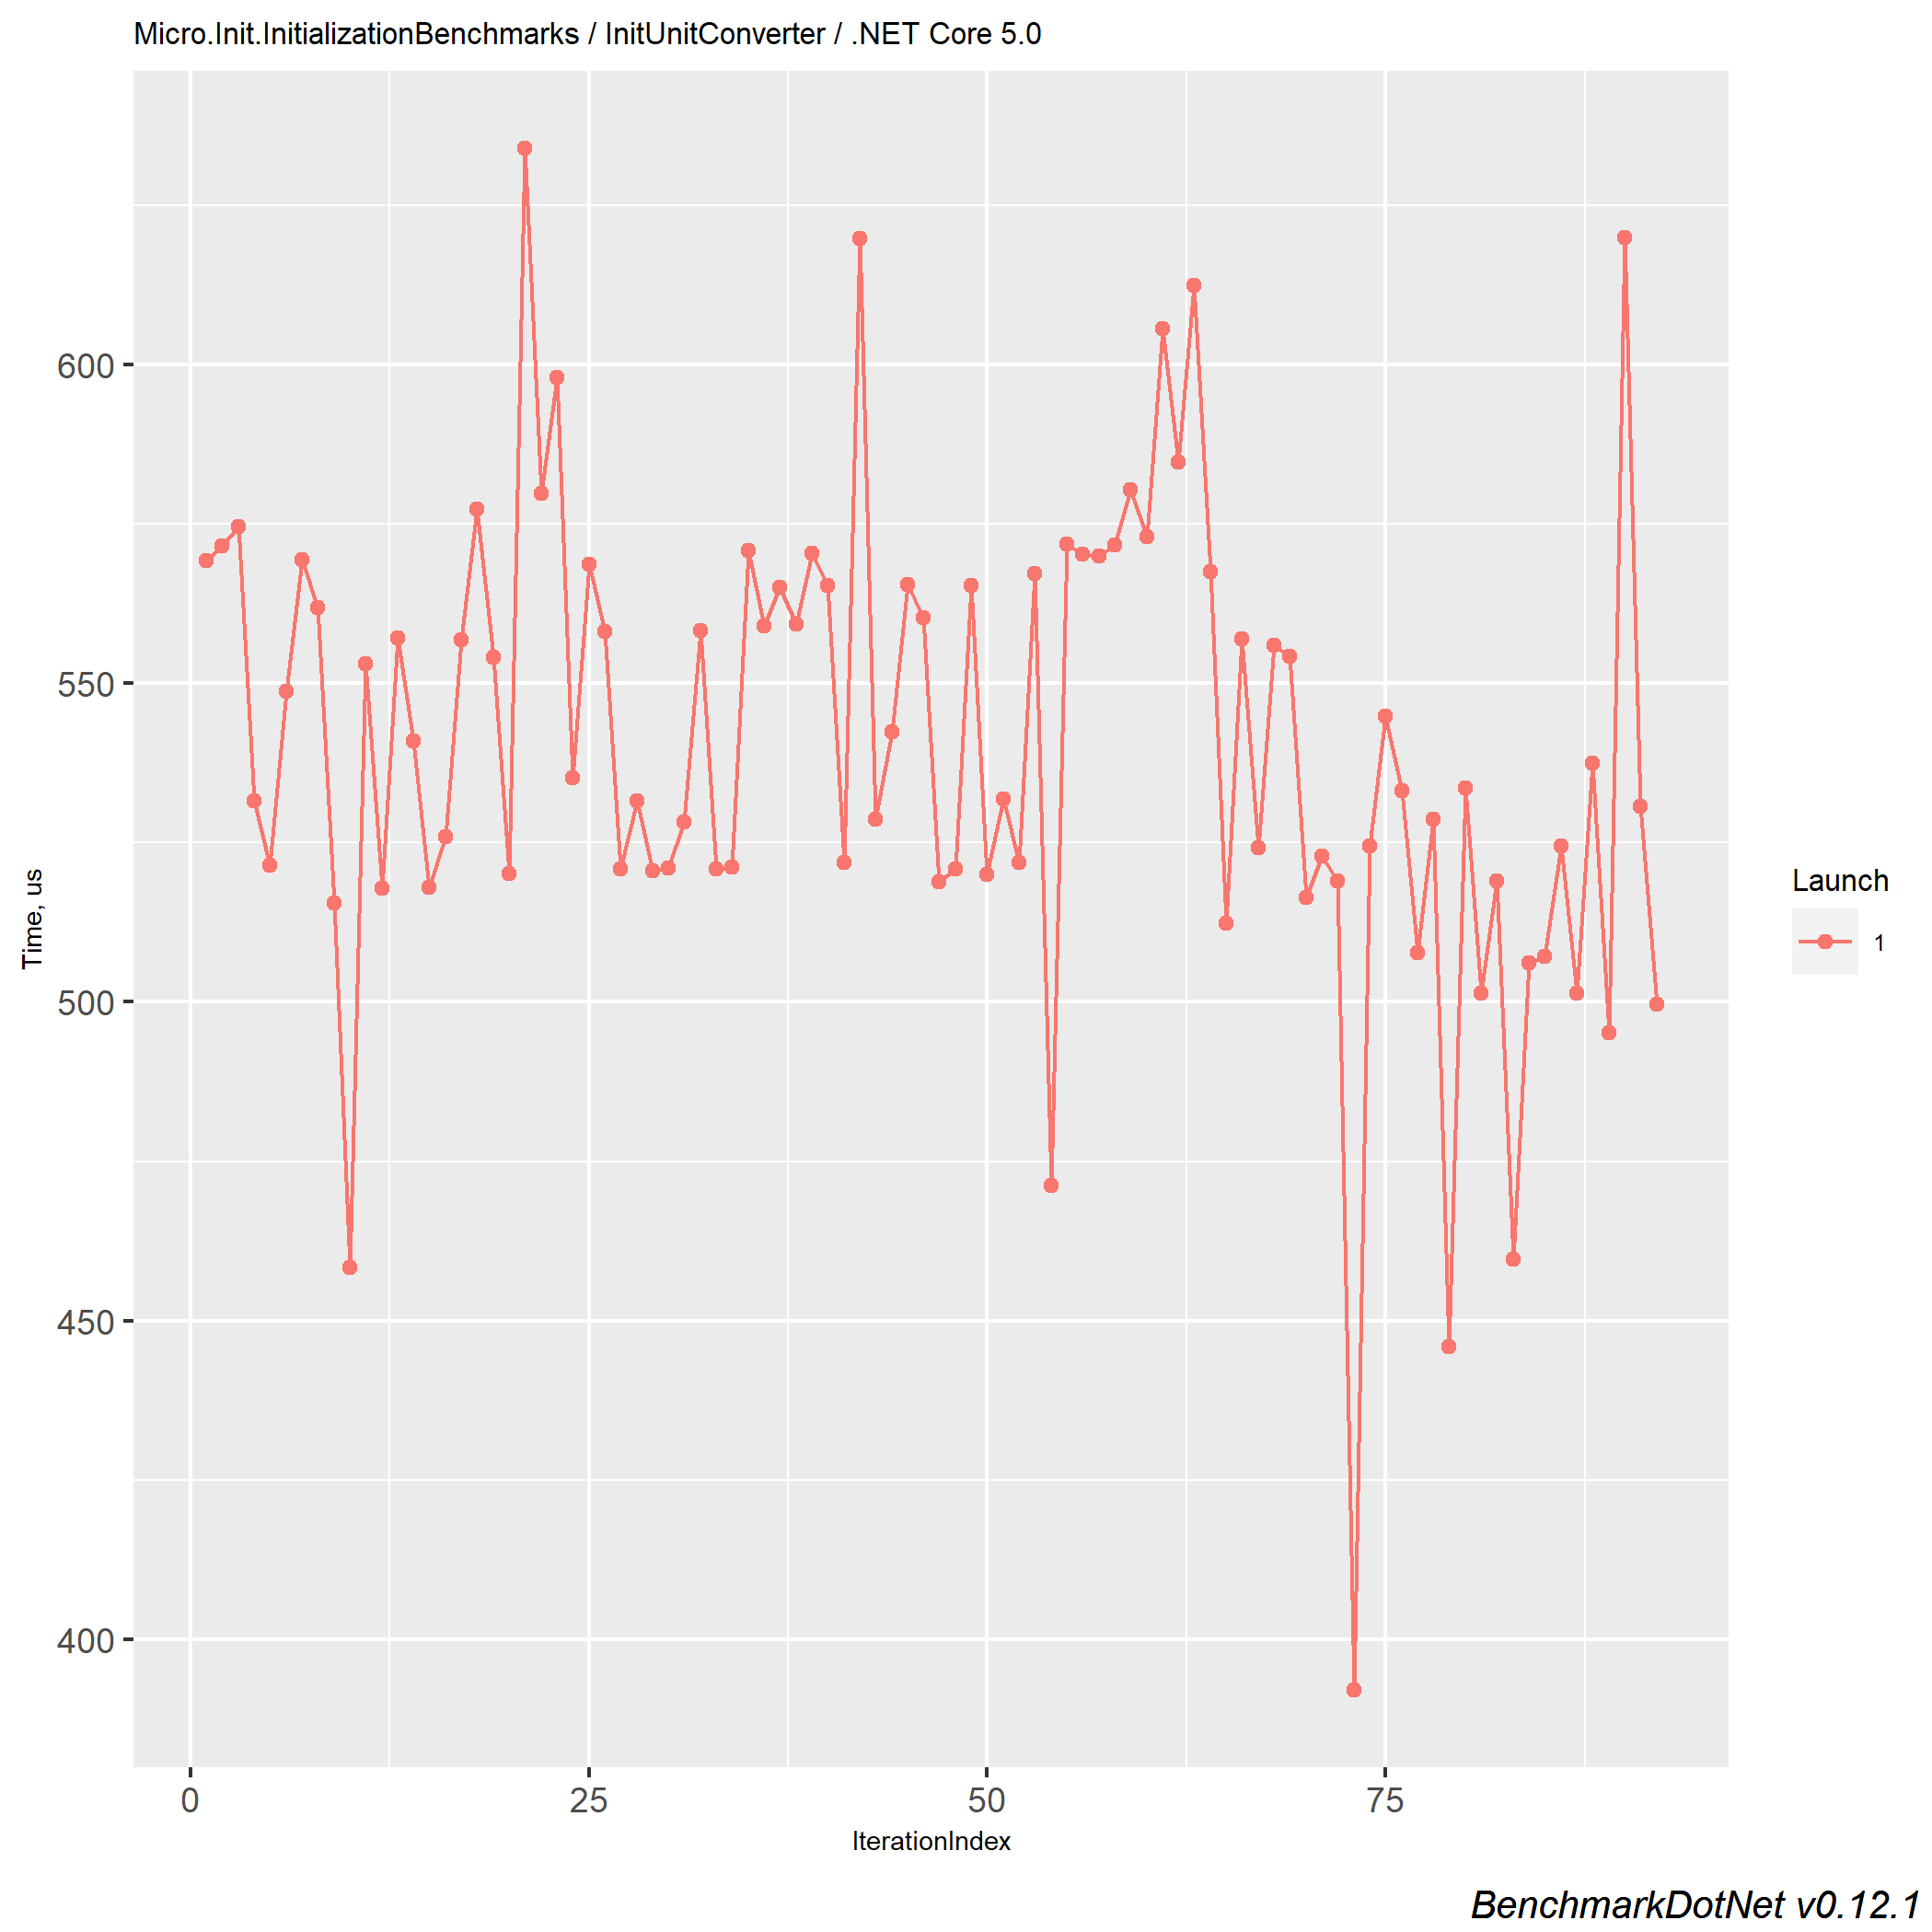 Micro.Init.InitializationBenchmarks / InitUnitConverter / .NET Core 5.0
600
550
500
450
400
Time, us
0 25 50 75
IterationIndex
Launch
1
BenchmarkDotNet v0.12.1